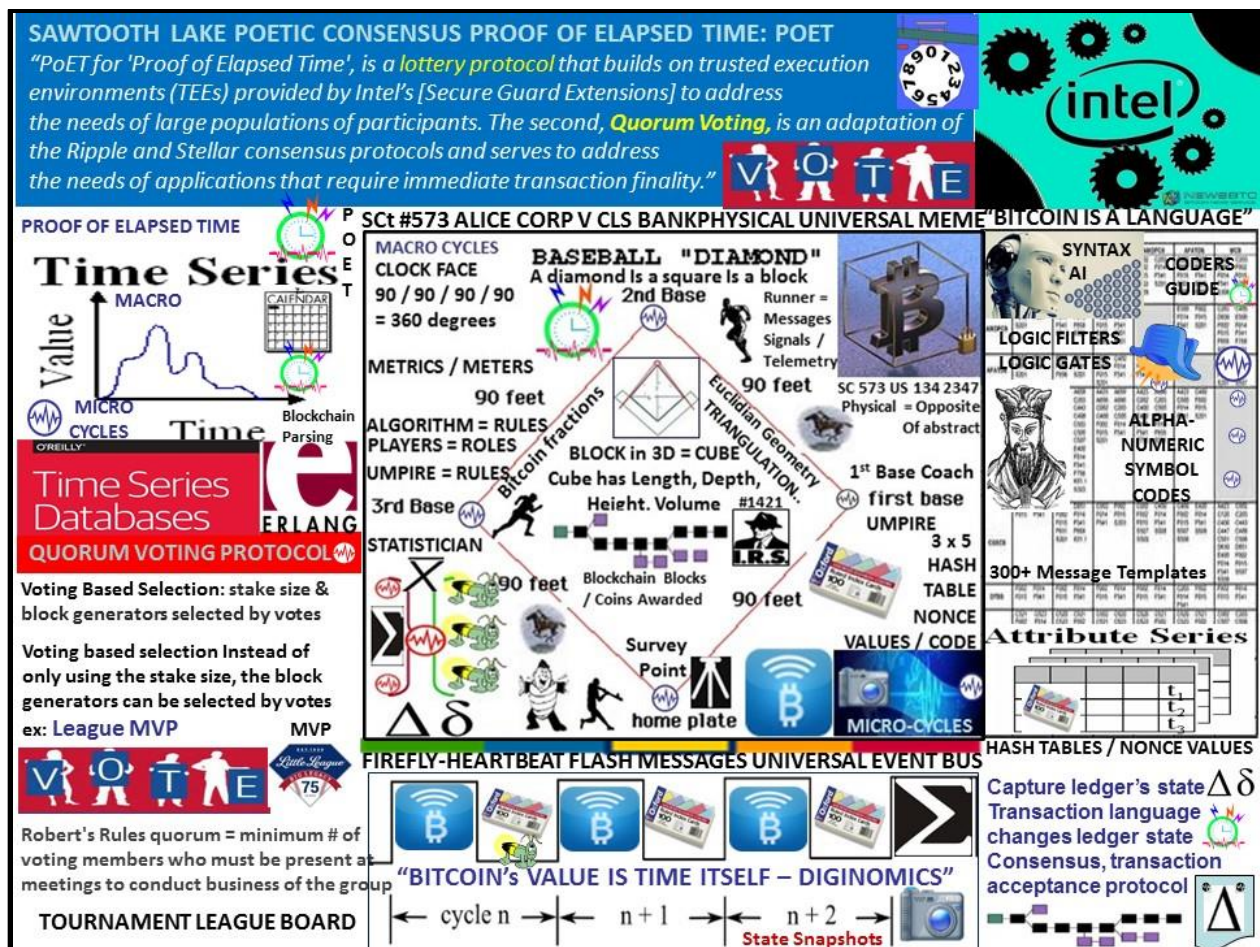 SAWTOOTH LAKE POETIC CONSENSUS PROOF OF ELAPSED TIME: POET
“PoET for 'Proof of Elapsed Time', is a lottery protocol that builds on trusted execution
environments (TEEs) provided by Intel’s [Secure Guard Extensions] to address
the needs of large populations of participants. The second, Quorum Voting, is an adaptation of
the Ripple and Stellar consensus protocols and serves to address
the needs of applications that require immediate transaction finality.”
VOTE
intel
NEWSBTC
PROOF OF ELAPSED TIME
POET
Time Series
MACRO
CALENDAR
Value
MICRO
CYCLES
Time
Blockchain
Parsing
O'REILLY
Time Series
Databases
e
ERLANG
QUORUM VOTING PROTOCOL
Voting Based Selection: stake size &
block generators selected by votes
Voting based selection Instead of
only using the stake size, the block
generators can be selected by votes
ex: League MVP
MVP
VOTE
Little League
75
Robert's Rules quorum = minimum # of
voting members who must be present at
meetings to conduct business of the group
TOURNAMENT LEAGUE BOARD
SCt #573 ALICE CORP V CLS BANKPHYSICAL UNIVERSAL MEME
MACRO CYCLES
CLOCK FACE
90 / 90 / 90 / 90
= 360 degrees
METRICS / METERS
90 feet
ALGORITHM = RULES
PLAYERS = ROLES
UMPIRE = RULES
3rd Base
STATISTICIAN
BASEBALL "DIAMOND"
A diamond Is a square Is a block
2nd Base
Runner =
Messages
Signals /
Telemetry
90 feet
SC 573 US 134 2347
Physical = Opposite
Of abstract
Bitcoin fractions
Euclidian Geometry
TRIANGULATION..
BLOCK in 3D = CUBE
Cube has Length, Depth,
Height. Volume
#1421
I.R.S.
Blockchain Blocks
/ Coins Awarded
1st Base Coach
first base
UMPIRE
3 x 5
HASH
TABLE
NONCE
VALUES / CODE
Oxford
100
90 feet
90 feet
X
Σ
Δ δ
Survey
Point
home plate
MICRO-CYCLES
FIREFLY-HEARTBEAT FLASH MESSAGES UNIVERSAL EVENT BUS
Σ
“BITCOIN’s VALUE IS TIME ITSELF – DIGINOMICS”
cycle n
n + 1
n + 2
State Snapshots
“BITCOIN IS A LANGUAGE”
SYNTAX
AI
CODERS
GUIDE
LOGIC FILTERS
LOGIC GATES
ALPHA-
NUMERIC
SYMBOL
CODES
300+ Message Templates
Attribute Series
t1
t2
t3
HASH TABLES / NONCE VALUES
Capture ledger’s state Δ δ
Transaction language
changes ledger state
Consensus, transaction
acceptance protocol
Δ